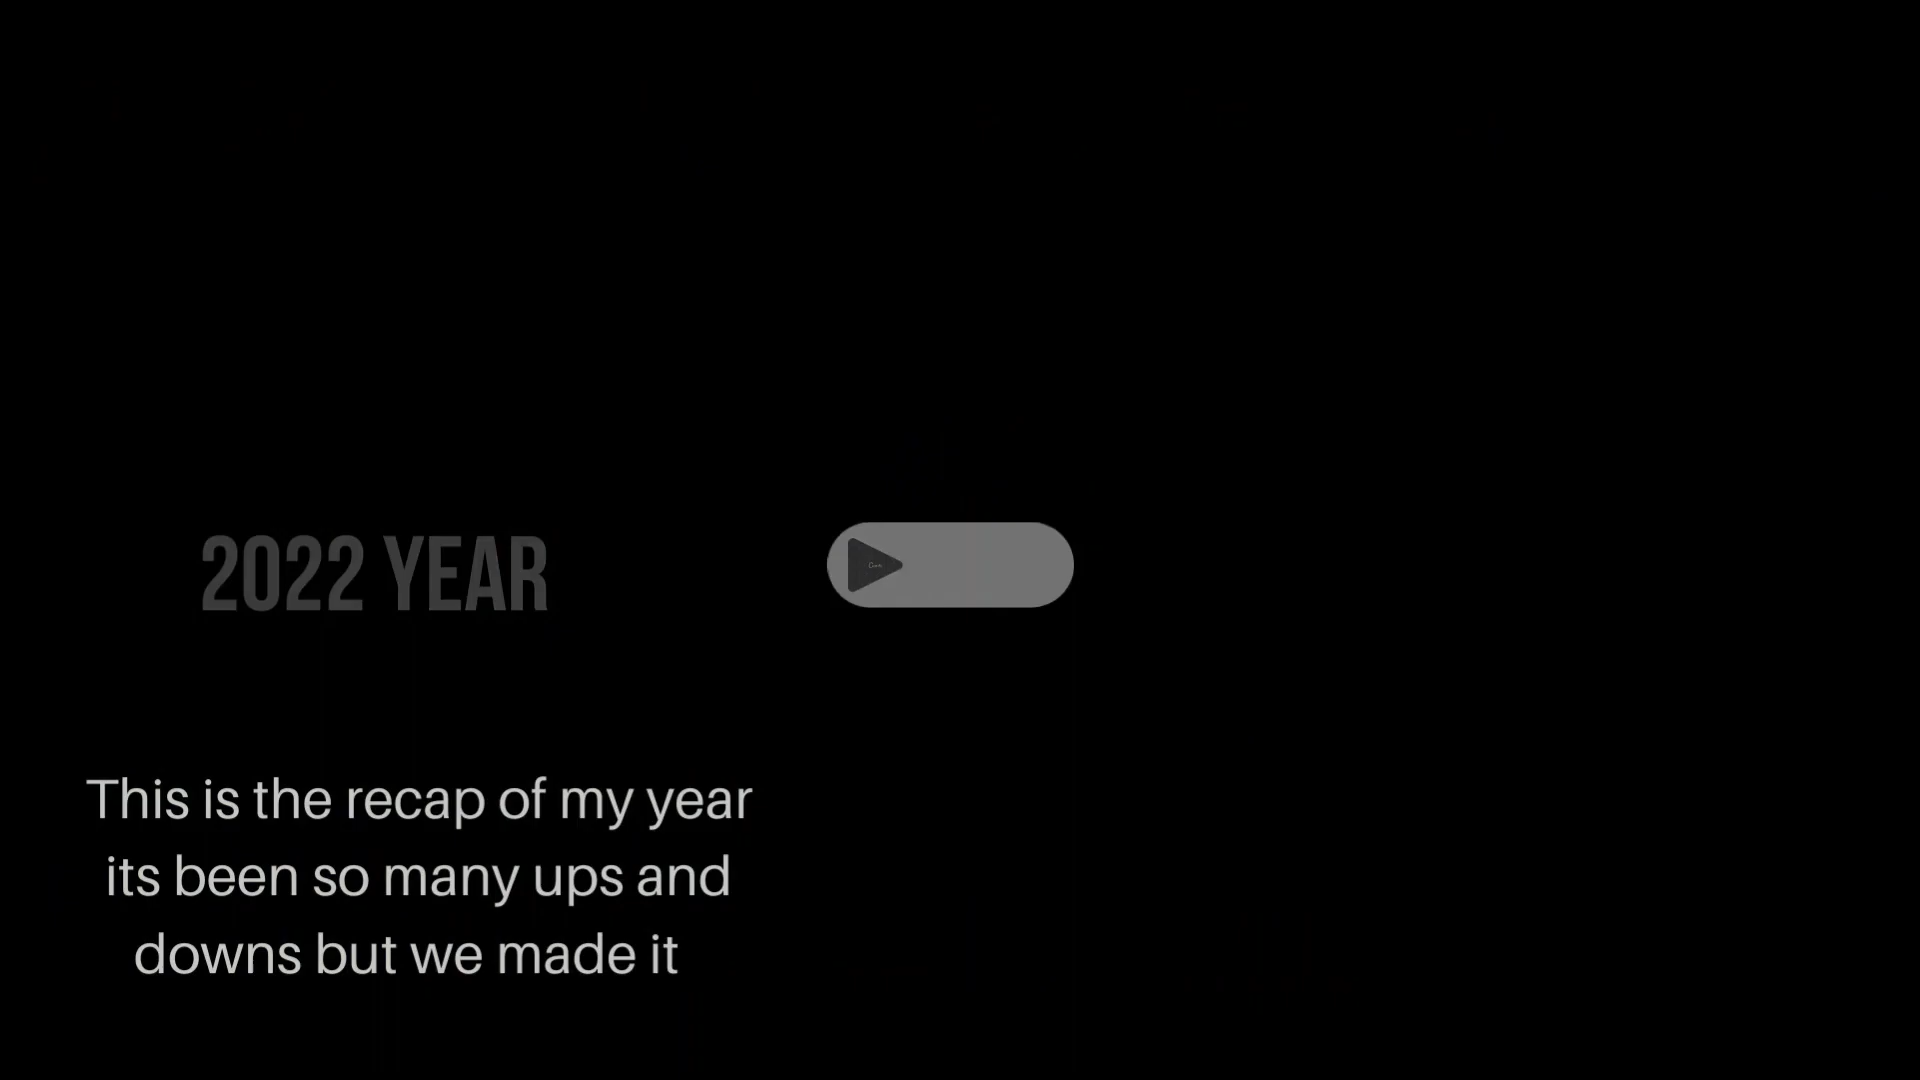 2022 YEAR
This is the recap of my year
its been so many ups and
downs but we made it